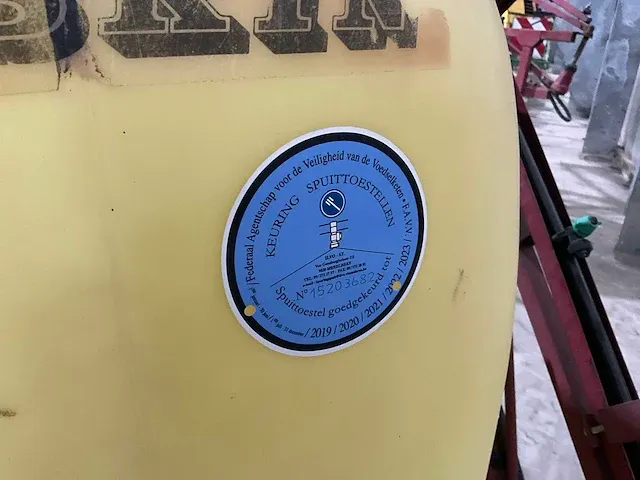 SKIN
Federaal Agentschap voor de Veiligheid van de Voedselketen • F.A.V.V.
KEURING SPUITTOESTELLEN
N° 15203682
Spuittoestel goedgekeurd tot
/ 2019 / 2020 / 2021 / 2022 / 2023 /